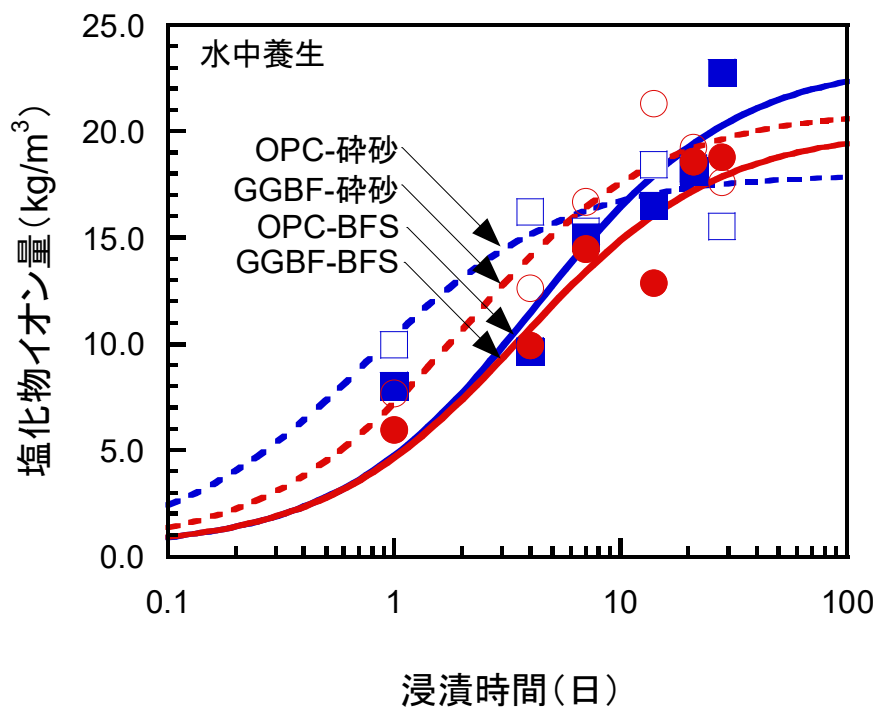 25.0
水中養生
20.0
OPC-砕砂
GGBF-砕砂
15.0
OPC-BFS
GGBF-BFS
10.0
5.0
0.0
塩化物イオン量(kg/m³)
0.1 1 10 100
浸漬時間(日)